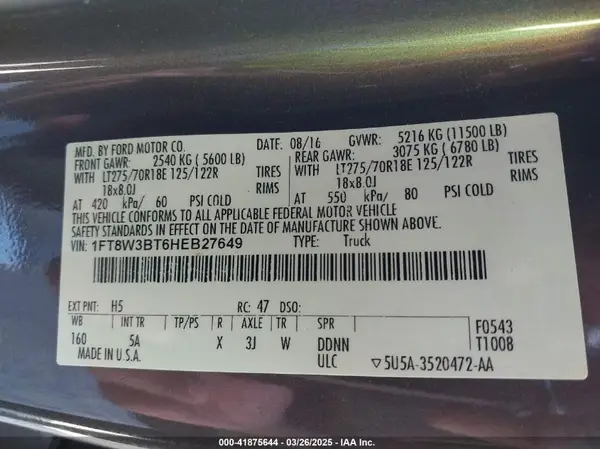 MFD. BY FORD MOTOR CO. DATE: 08/16 GVWR: 5216 KG (11500 LB)
FRONT GAWR: 2540 KG ( 5600 LB) REAR GAWR: 3075 KG ( 6780 LB)
WITH LT275/70R18E 125/122R TIRES WITH LT275/70R18E 125/122R TIRES
18x8.0J RIMS 18x8.0J RIMS
AT 420 kPa/ 60 PSI COLD AT 550 kPa/ 80 PSI COLD
THIS VEHICLE CONFORMS TO ALL APPLICABLE FEDERAL MOTOR VEHICLE
SAFETY STANDARDS IN EFFECT ON THE DATE OF MANUFACTURE SHOWN ABOVE.
VIN: 1FT8W3BT6HEB27649 TYPE: Truck
EXT PNT: H5 RC: 47 DSO:
WB INT TR TP/PS R AXLE TR SPR F0543
160 5A X 3J W DDNN T1008
MADE IN U.S.A. ULC ▽5U5A-3520472-AA
000-41875644 | 03/26/2025 | IAA Inc.